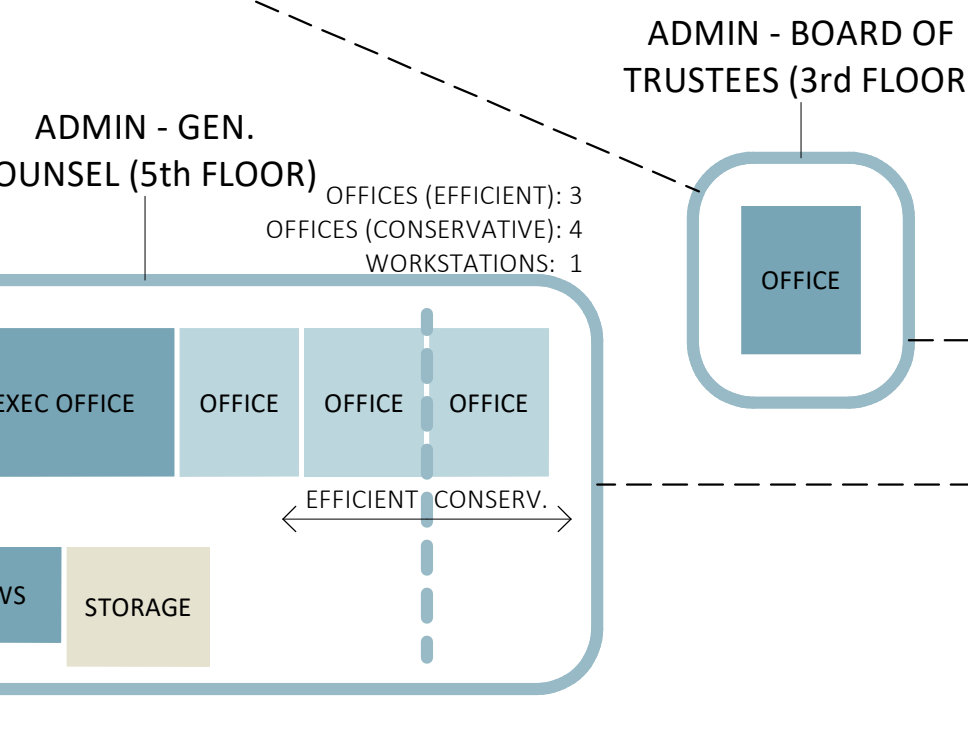 ADMIN - BOARD OF
TRUSTEES (3rd FLOOR
ADMIN - GEN.
OUNSEL (5th FLOOR)
OFFICES (EFFICIENT): 3
OFFICES (CONSERVATIVE): 4
WORKSTATIONS: 1
OFFICE
EXEC OFFICE
OFFICE
OFFICE
OFFICE
EFFICIENT
CONSERV.
WS
STORAGE